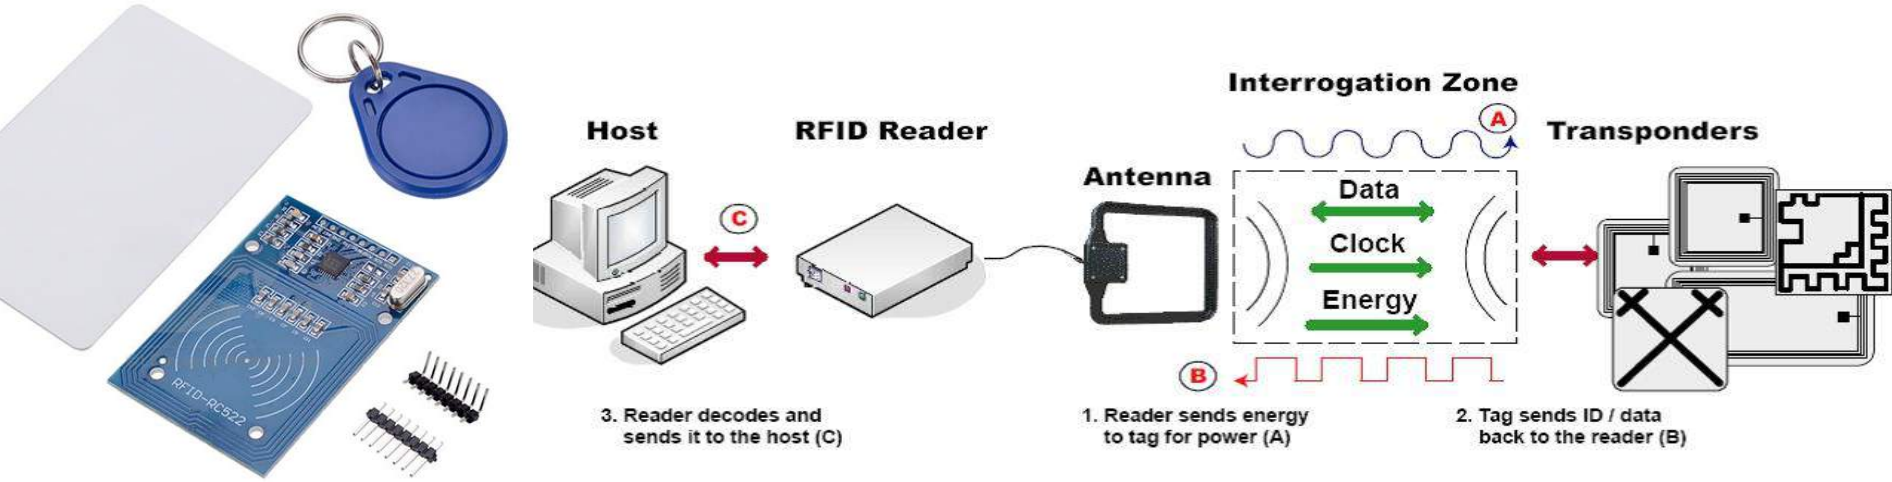 RFID-RC522
Host
RFID Reader
Antenna
Interrogation Zone
Transponders
A
Data
Clock
Energy
B
C
3. Reader decodes and
sends it to the host (C)
1. Reader sends energy
to tag for power (A)
2. Tag sends ID / data
back to the reader (B)